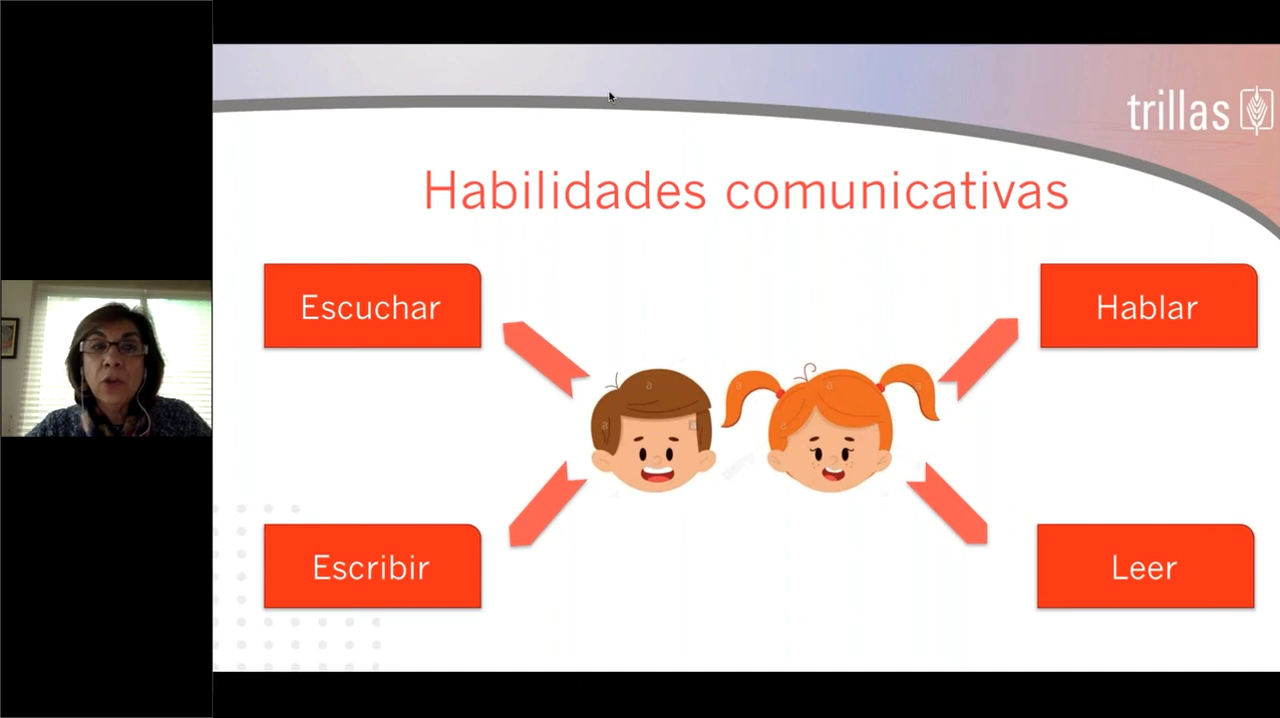 trillas
Habilidades comunicativas
Escuchar
Hablar
Escribir
Leer